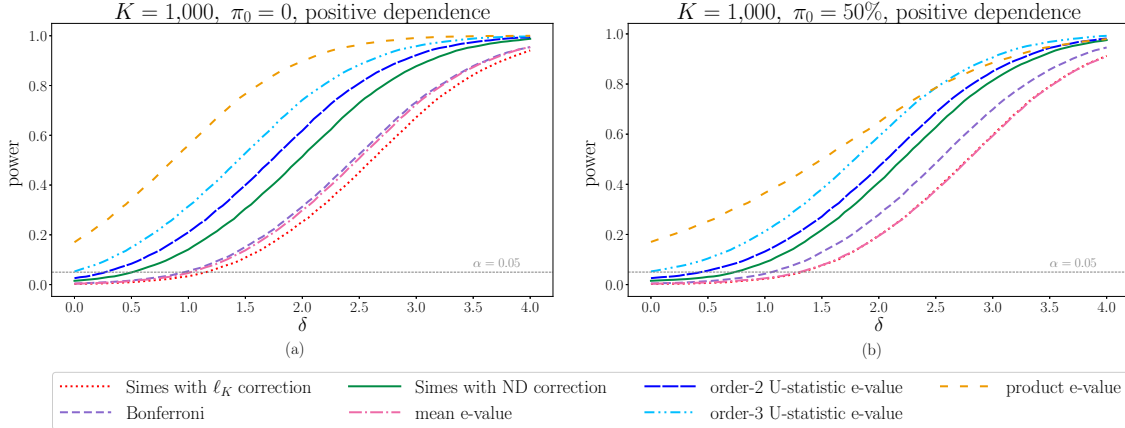 K = 1,000, π₀ = 0, positive dependence
power
1.0
0.8
0.6
0.4
0.2
0.0
α = 0.05
0.0 0.5 1.0 1.5 2.0 2.5 3.0 3.5 4.0
δ
(a)
K = 1,000, π₀ = 50%, positive dependence
power
1.0
0.8
0.6
0.4
0.2
0.0
α = 0.05
0.0 0.5 1.0 1.5 2.0 2.5 3.0 3.5 4.0
δ
(b)
Simes with ℓ_K correction
Bonferroni
Simes with ND correction
mean e-value
order-2 U-statistic e-value
order-3 U-statistic e-value
product e-value